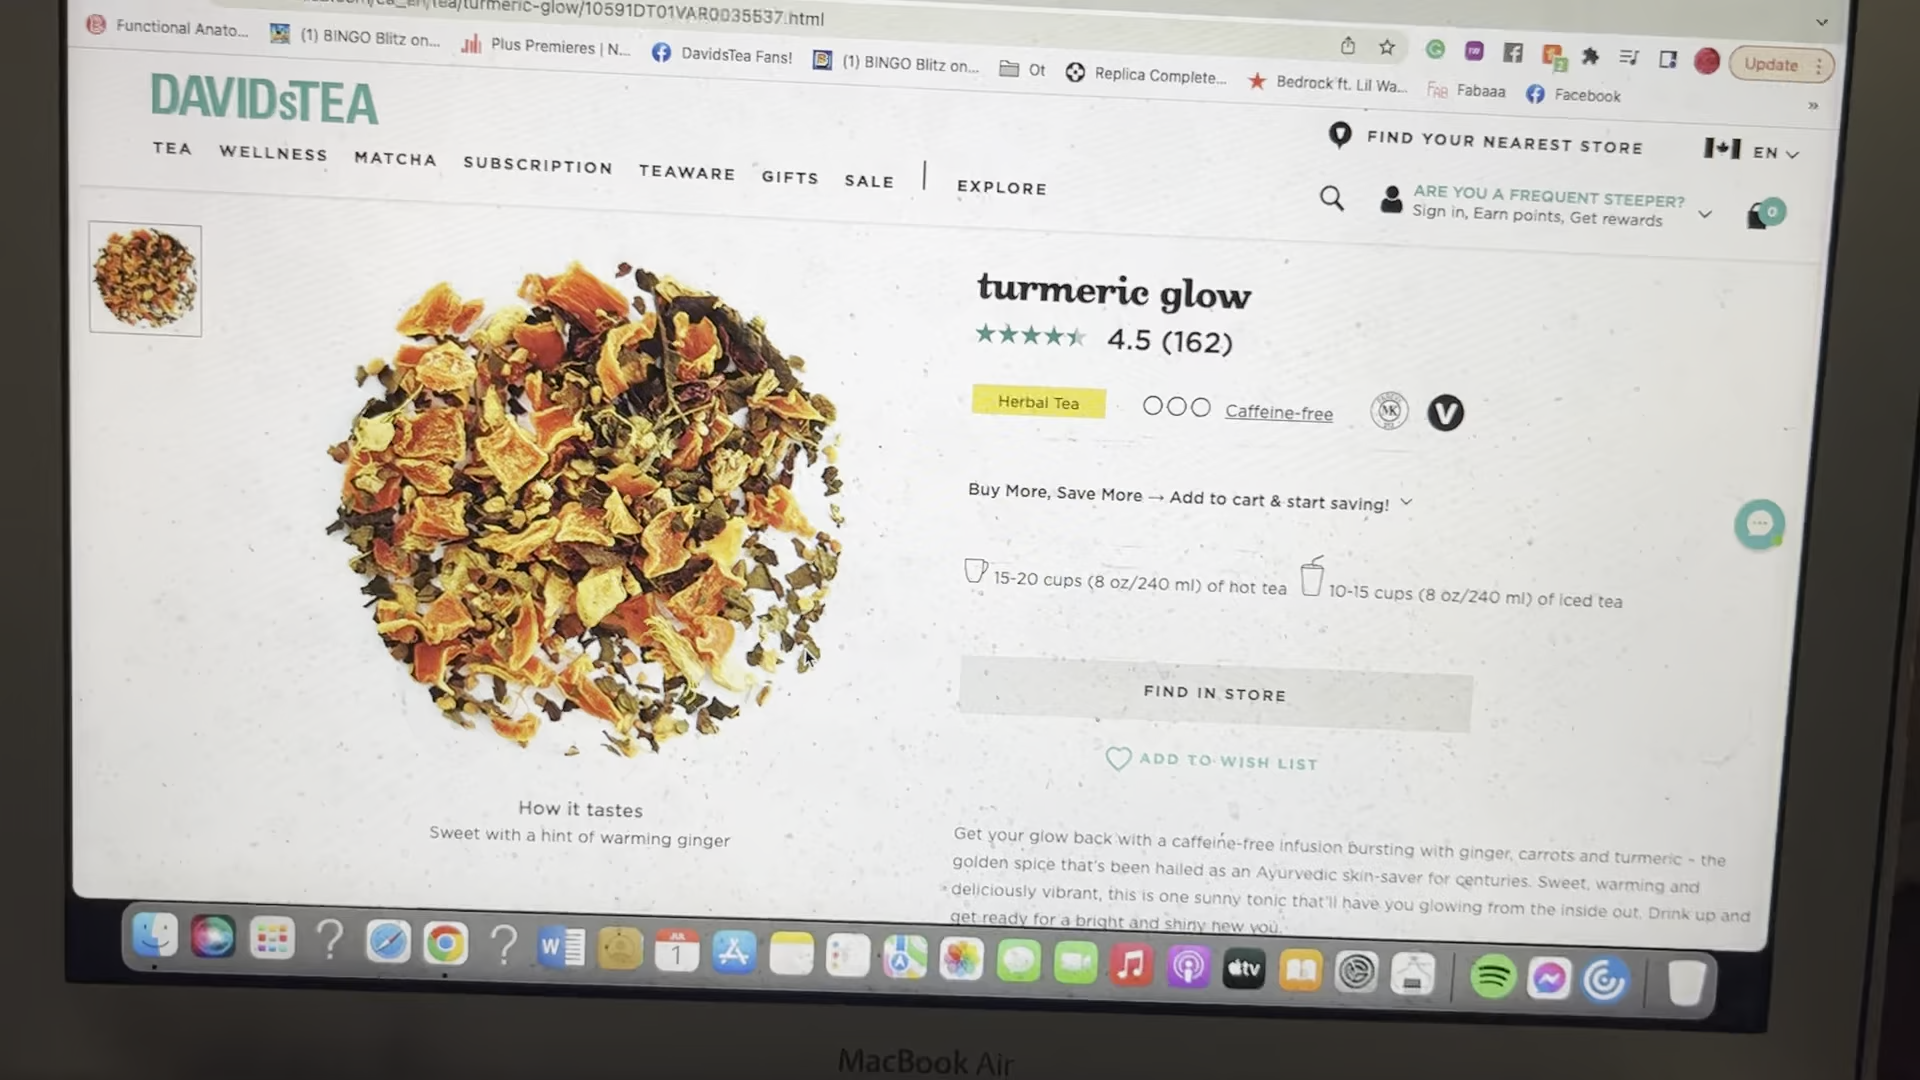 tea/turmeric-glow/10591DT01VAR0035537.html
Functional Anato...
(1) BINGO Blitz on...
Plus Premieres | N...
DavidsTea Fans!
(1) BINGO Blitz on...
Ot
Replica Complete...
Bedrock ft. Lil Wa...
Fabaaa
Facebook
Update
DAVIDsTEA
FIND YOUR NEAREST STORE
EN
TEA WELLNESS MATCHA SUBSCRIPTION TEAWARE GIFTS SALE | EXPLORE
ARE YOU A FREQUENT STEEPER?
Sign in, Earn points, Get rewards
0
turmeric glow
4.5 (162)
Herbal Tea
Caffeine-free
MK
V
Buy More, Save More → Add to cart & start saving!
15-20 cups (8 oz/240 ml) of hot tea
10-15 cups (8 oz/240 ml) of iced tea
FIND IN STORE
ADD TO WISH LIST
How it tastes
Sweet with a hint of warming ginger
Get your glow back with a caffeine-free infusion bursting with ginger, carrots and turmeric - the
golden spice that's been hailed as an Ayurvedic skin-saver for centuries. Sweet, warming and
deliciously vibrant, this is one sunny tonic that'll have you glowing from the inside out. Drink up and
get ready for a bright and shiny new you.
W
JUL
1
tv
MacBook Air